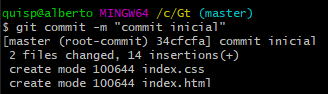 quisp@alberto MINGW64 /c/Gt (master)
$ git commit -m "commit inicial"
[master (root-commit) 34cfcfa] commit inicial
 2 files changed, 14 insertions(+)
 create mode 100644 index.css
 create mode 100644 index.html